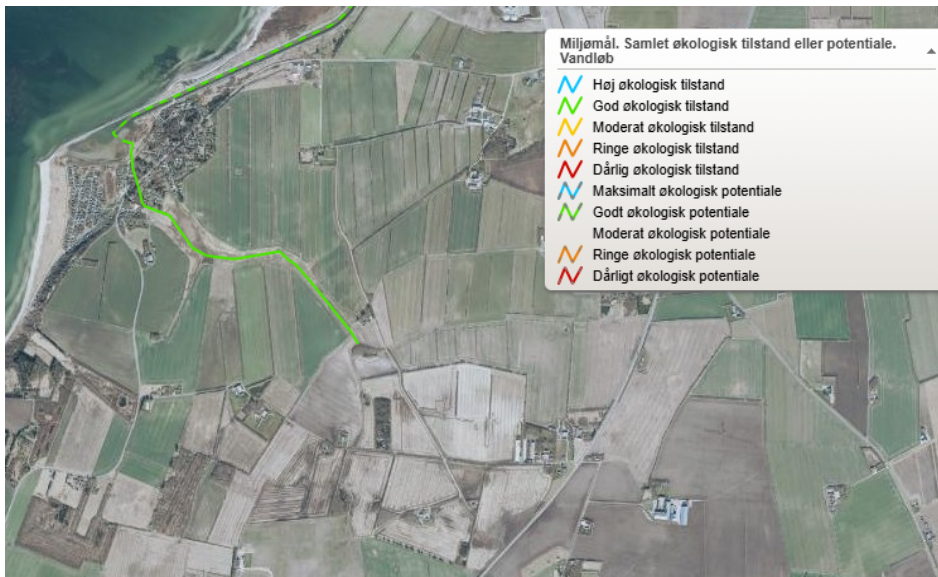 Miljømål. Samlet økologisk tilstand eller potentiale.
Vandløb
Høj økologisk tilstand
God økologisk tilstand
Moderat økologisk tilstand
Ringe økologisk tilstand
Dårlig økologisk tilstand
Maksimalt økologisk potentiale
Godt økologisk potentiale
Moderat økologisk potentiale
Ringe økologisk potentiale
Dårligt økologisk potentiale